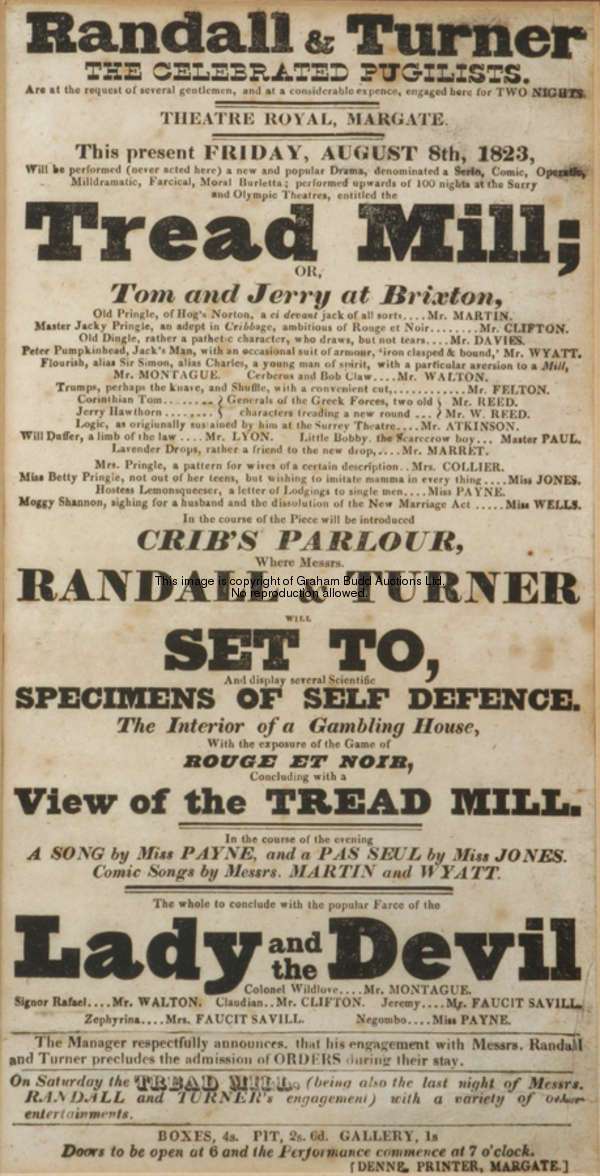 Randall & Turner
THE CELEBRATED PUGILISTS.
Are at the request of several gentlemen, and at a considerable expence, engaged here for TWO NIGHTS.
THEATRE ROYAL, MARGATE.
This present FRIDAY, AUGUST 8th, 1823,
Will be performed (never acted here) a new and popular Drama, denominated a Serio, Comic, Operatic,
Milldramatic, Farcical, Moral Burletta; performed upwards of 100 nights at the Surry
and Olympic Theatres, entitled the
Tread Mill;
OR,
Tom and Jerry at Brixton,
Old Pringle, of Hog's Norton, a ci devant jack of all sorts....Mr. MARTIN.
Master Jacky Pringle, an adept in Cribbage, ambitious of Rouge et Noir........Mr. CLIFTON.
Old Dingle, rather a pathetic character, who draws, but not tears....Mr. DAVIES.
Peter Pumpkinhead, Jack's Man, with an occasional suit of armour, 'iron clasped & bound,' Mr. WYATT.
Flourish, alias Sir Simon, alias Charles, a young man of spirit, with a particular aversion to a Mill,
Mr. MONTAGUE. Cerberus and Bob Claw....Mr. WALTON.
Trumps, perhaps the knave, and Shuffle, with a convenient cut,............Mr. FELTON.
Corinthian Tom........ } Generals of the Greek Forces, two old { Mr. REED.
Jerry Hawthorn........ } characters treading a new round ... { Mr. W. REED.
Logic, as origiunally sustained by him at the Surrey Theatre....Mr. ATKINSON.
Will Duffer, a limb of the law ....Mr. LYON. Little Bobby, the Scarecrow boy... Master PAUL.
Lavender Drops, rather a friend to the new drop,....Mr. MARRET.
Mrs. Pringle, a pattern for wives of a certain description..Mrs. COLLIER.
Miss Betty Pringle, not out of her teens, but wishing to imitate mamma in every thing....Miss JONES.
Hostess Lemonsqueezer, a letter of Lodgings to single men....Miss PAYNE.
Moggy Shannon, sighing for a husband and the dissolution of the New Marriage Act .....Miss WELLS.
In the course of the Piece will be introduced
CRIB'S PARLOUR,
Where Messrs.
RANDALL & TURNER
This image is copyright of Graham Budd Auctions Ltd.
No reproduction allowed.
WILL
SET TO,
And display several Scientific
SPECIMENS OF SELF DEFENCE.
The Interior of a Gambling House,
With the exposure of the Game of
ROUGE ET NOIR,
Concluding with a
View of the TREAD MILL.
In the course of the evening
A SONG by Miss PAYNE, and a PAS SEUL by Miss JONES.
Comic Songs by Messrs. MARTIN and WYATT.
The whole to conclude with the popular Farce of the
Lady and the Devil
Colonel Wildlove....Mr. MONTAGUE.
Signor Rafael....Mr. WALTON. Claudian..Mr. CLIFTON. Jeremy....Mr. FAUCIT SAVILL.
Zephyrina....Mrs. FAUCIT SAVILL. Negombo....Miss PAYNE.
The Manager respectfully announces, that his engagement with Messrs. Randall
and Turner precludes the admission of ORDERS during their stay.
On Saturday the TREAD MILL, (being also the last night of Messrs.
RANDALL and TURNER's engagement) with a variety of other
entertainments.
BOXES, 4s. PIT, 2s. 6d. GALLERY, 1s
Doors to be open at 6 and the Performance commence at 7 o'clock.
[DENNE, PRINTER, MARGATE.]